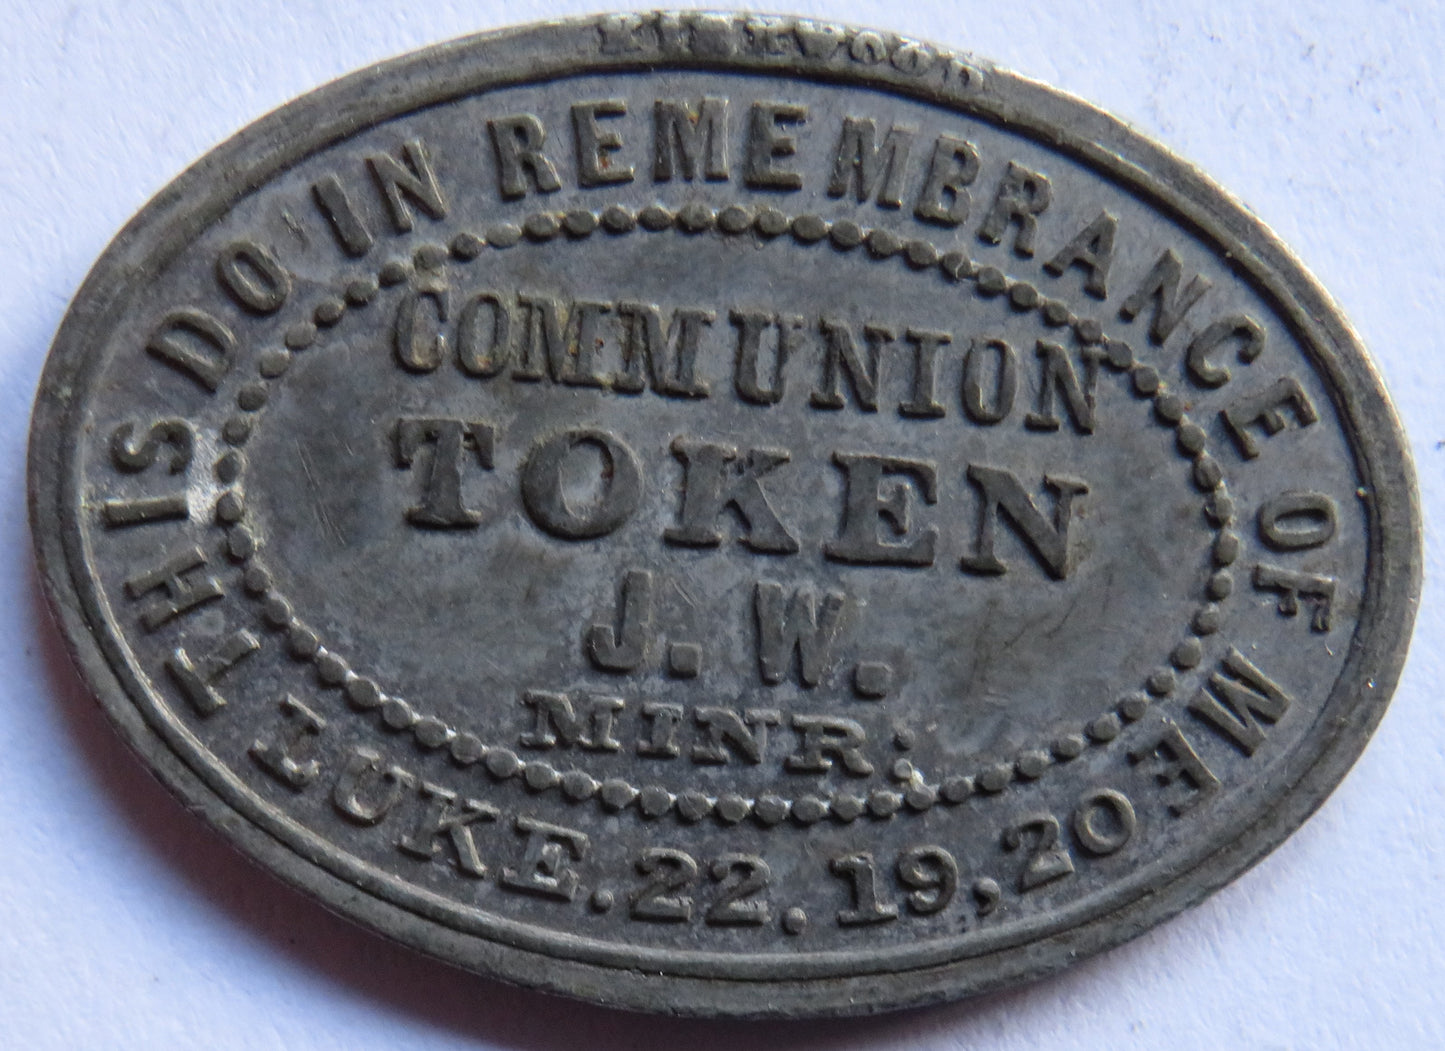 THIS DO IN REMEMBRANCE OF ME
COMMUNION
TOKEN
J. W.
MINR:
LUKE. 22. 19, 20